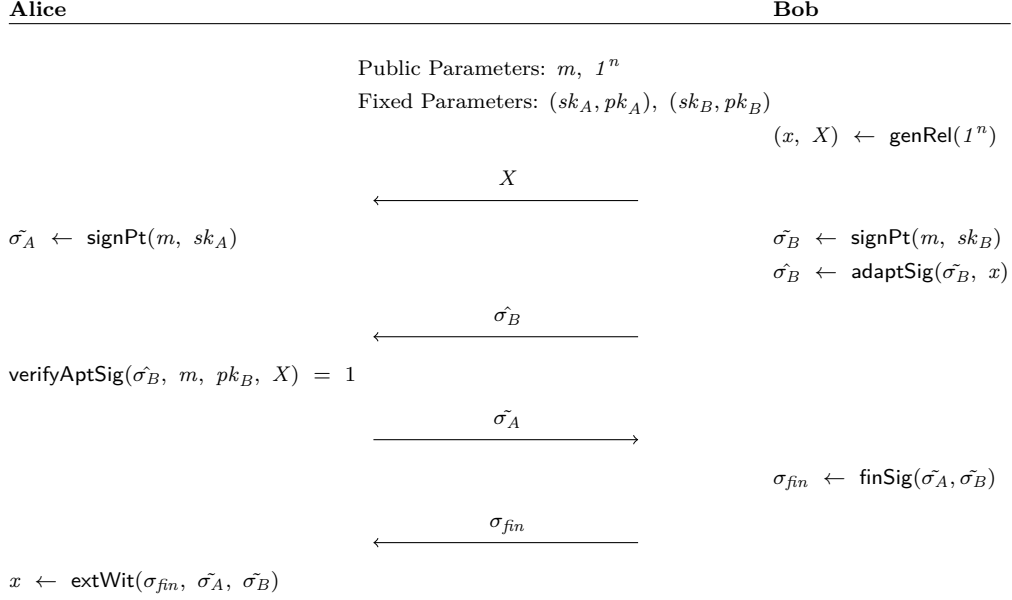 Alice Bob
Public Parameters: m, 1^n
Fixed Parameters: (sk_A, pk_A), (sk_B, pk_B)
(x, X) ← genRel(1^n)
X
σ̃_A ← signPt(m, sk_A) σ̃_B ← signPt(m, sk_B)
σ̂_B ← adaptSig(σ̃_B, x)
σ̂_B
verifyAptSig(σ̂_B, m, pk_B, X) = 1
σ̃_A
σ_fin ← finSig(σ̃_A, σ̃_B)
σ_fin
x ← extWit(σ_fin, σ̃_A, σ̃_B)